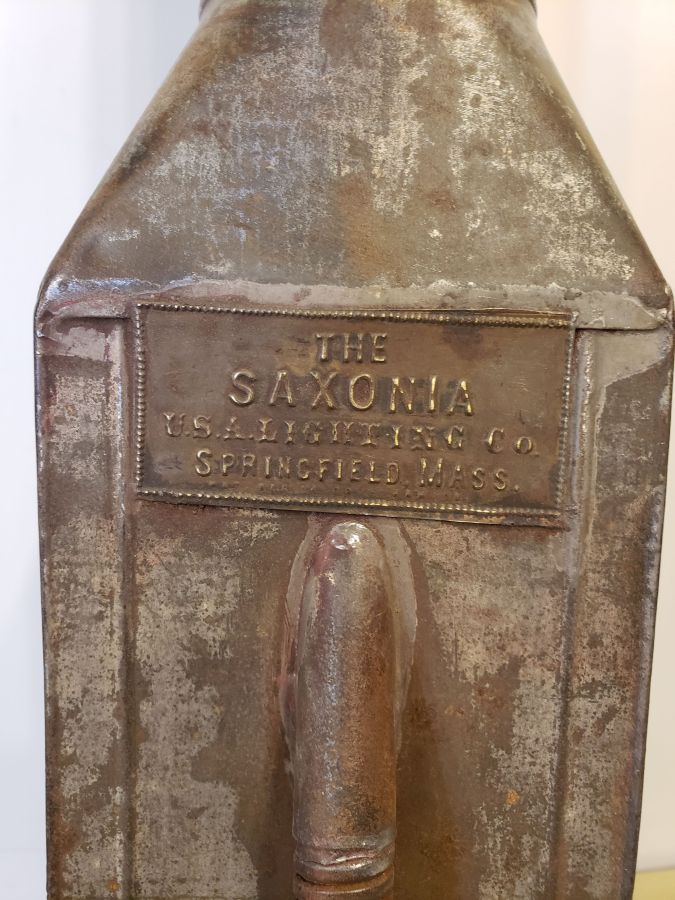 THE
SAXONIA
U.S.A. LIGHTING CO.
SPRINGFIELD, MASS.